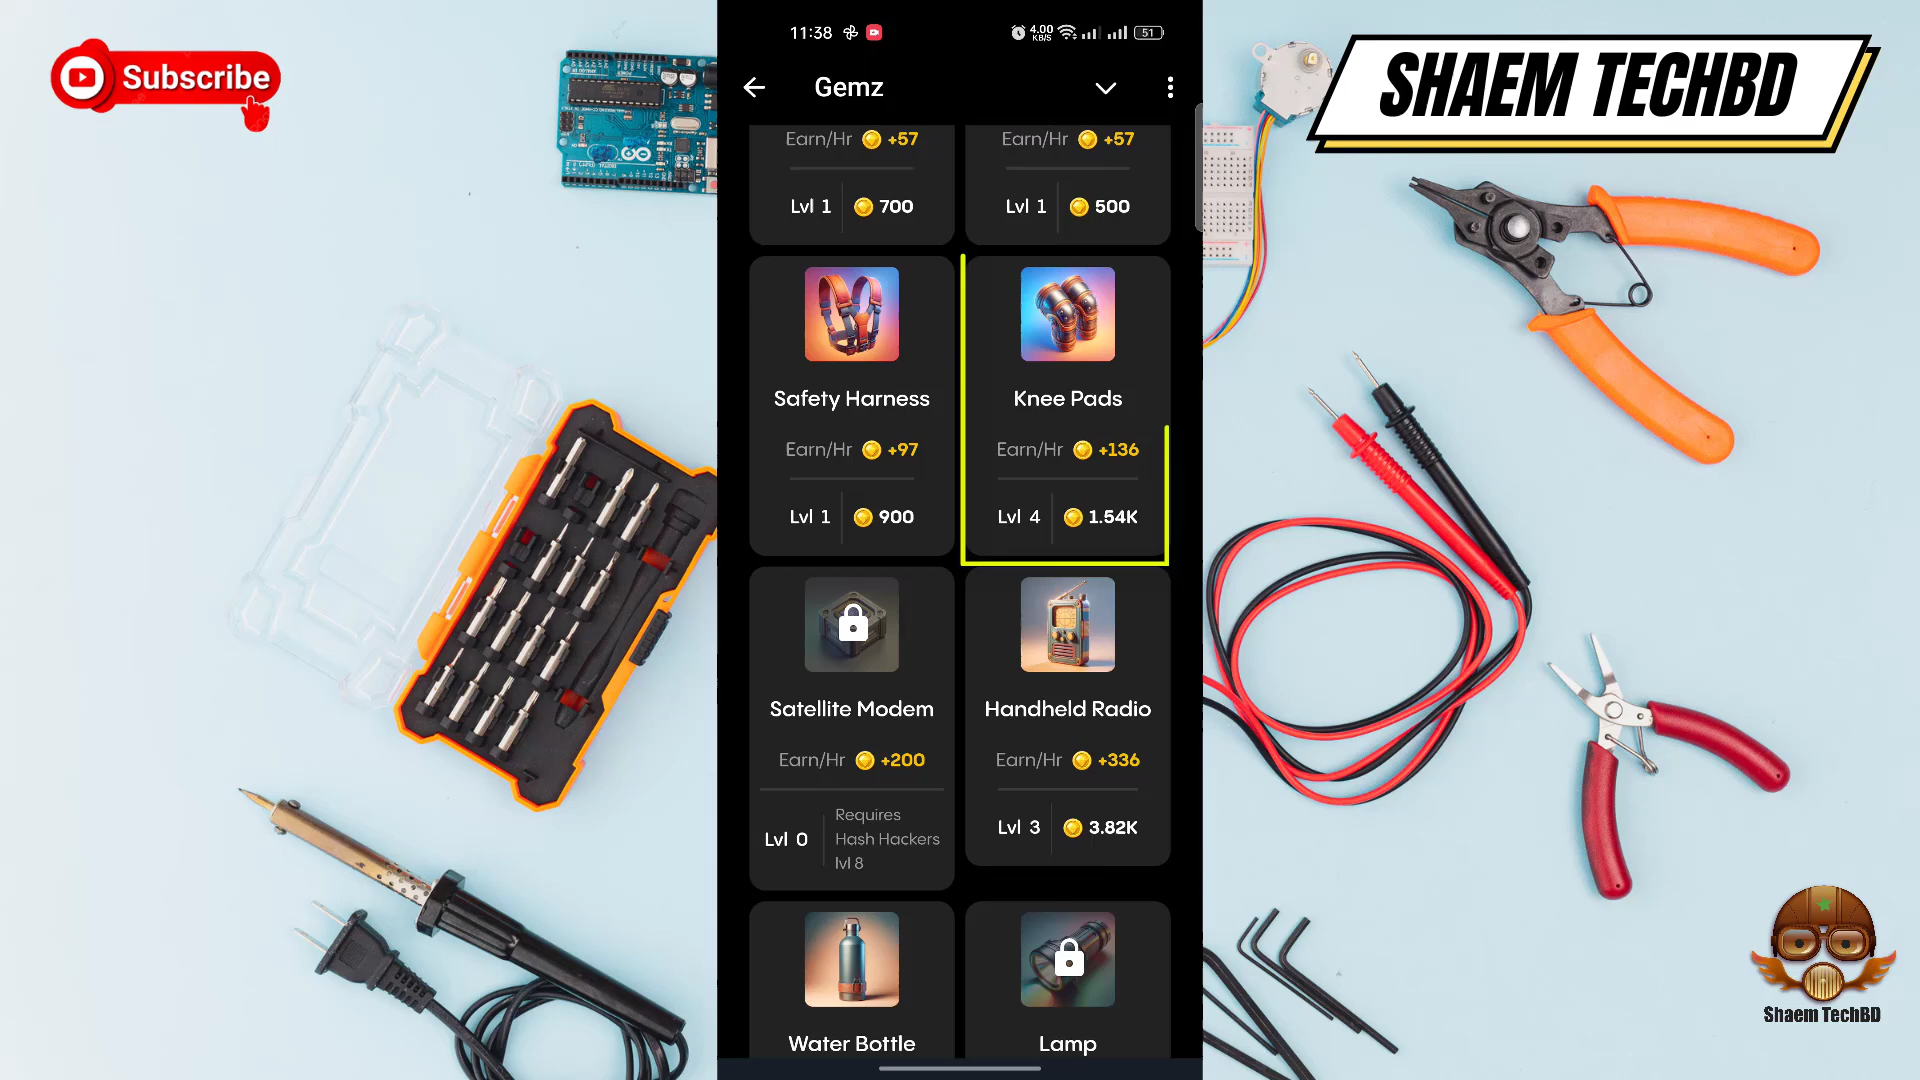 Subscribe
SHAEM TECHBD
11:38
4.00
KB/S
51
Gemz
Earn/Hr +57
Lvl 1 700
Earn/Hr +57
Lvl 1 500
Safety Harness
Earn/Hr +97
Lvl 1 900
Knee Pads
Earn/Hr +136
Lvl 4 1.54K
Satellite Modem
Earn/Hr +200
Lvl 0
Requires
Hash Hackers
lvl 8
Handheld Radio
Earn/Hr +336
Lvl 3 3.82K
Water Bottle
Lamp
Shaem TechBD